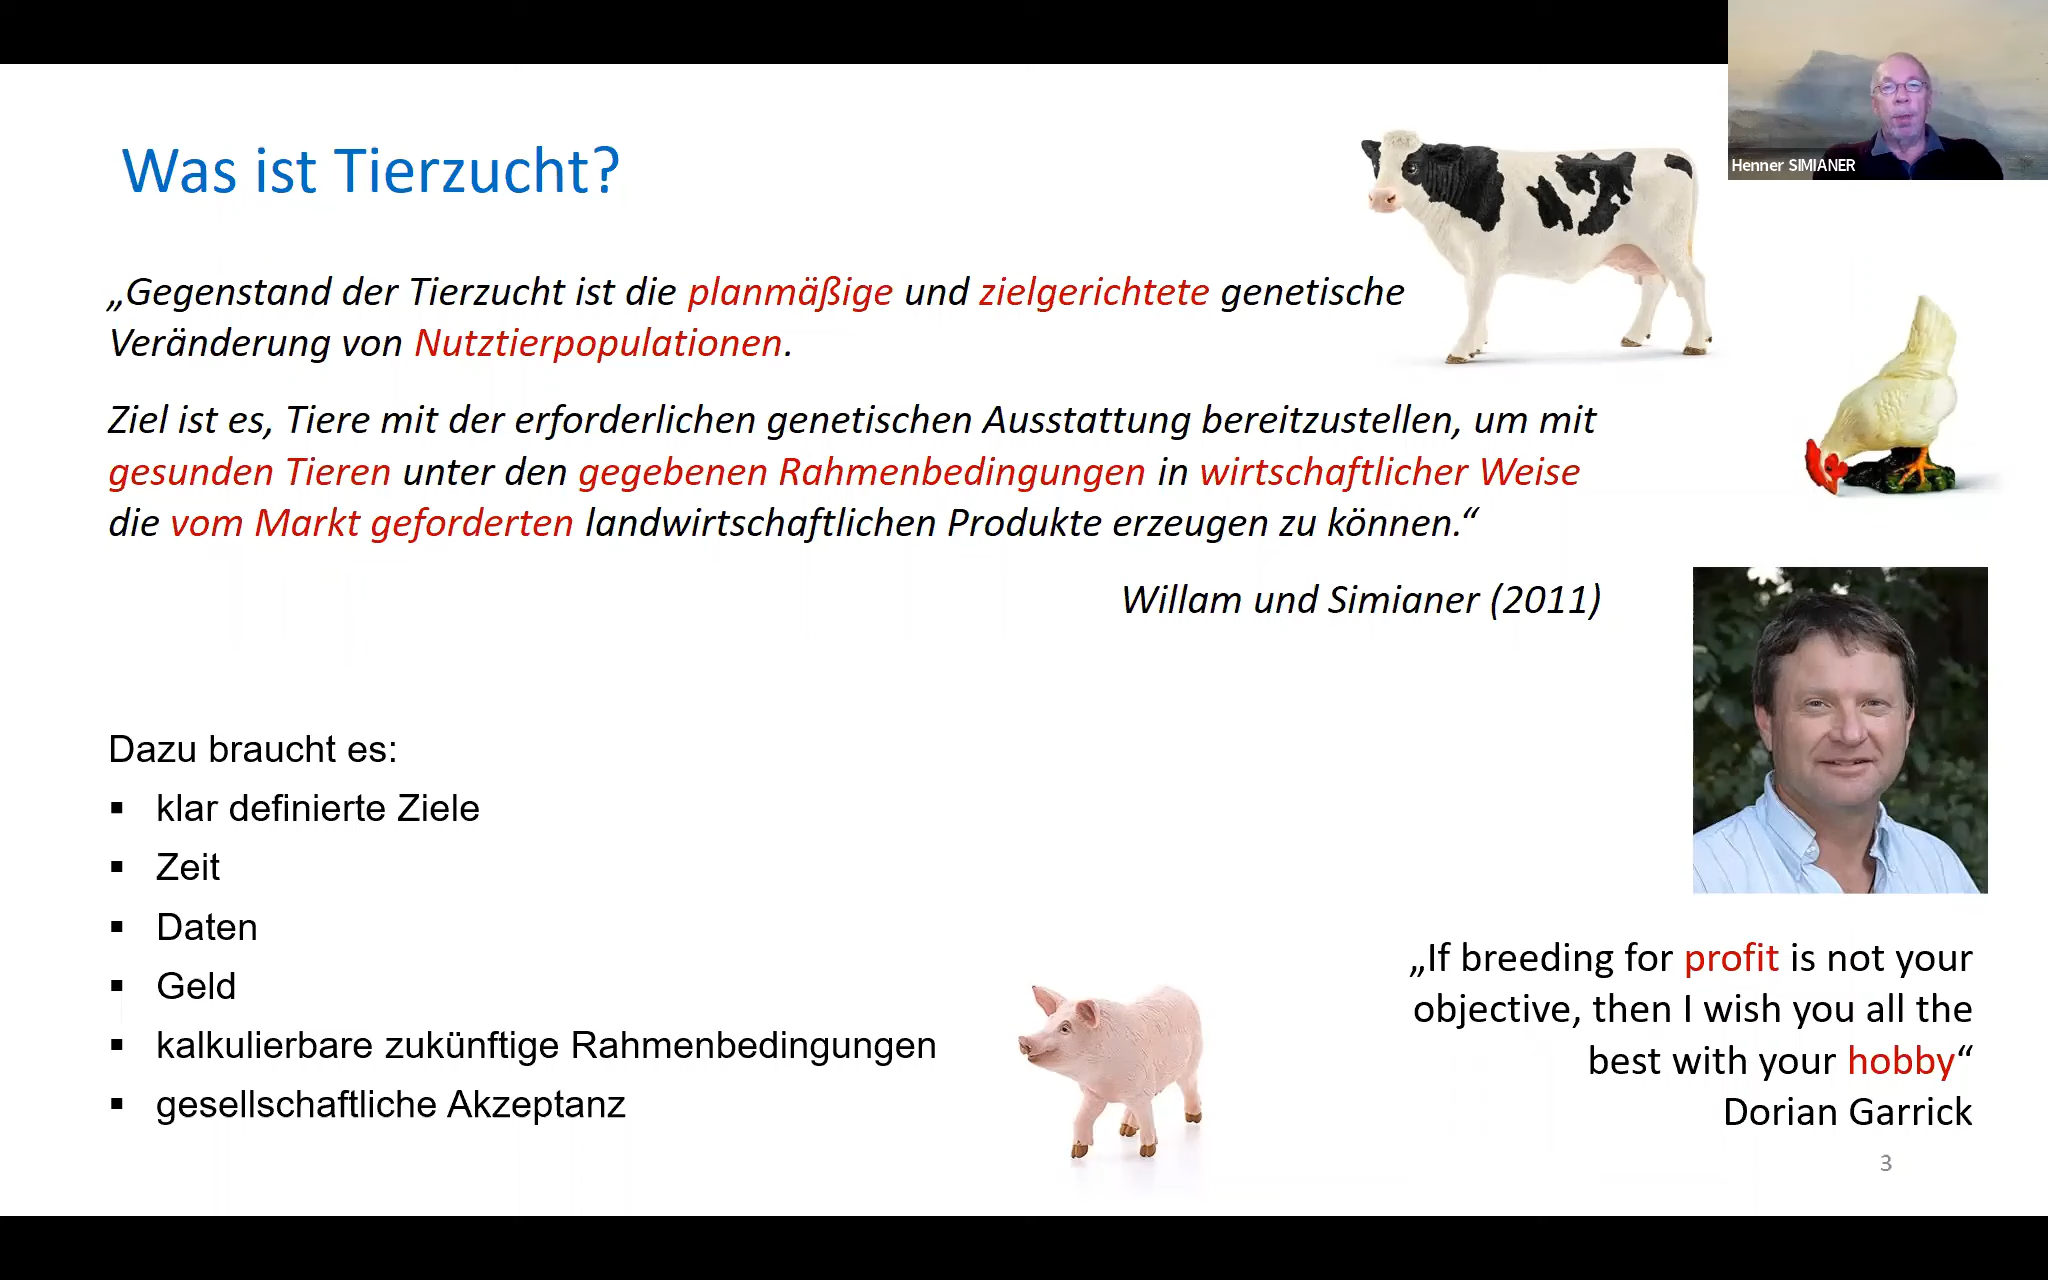 Henner SIMIANER
Was ist Tierzucht?
„Gegenstand der Tierzucht ist die planmäßige und zielgerichtete genetische
Veränderung von Nutztierpopulationen.
Ziel ist es, Tiere mit der erforderlichen genetischen Ausstattung bereitzustellen, um mit
gesunden Tieren unter den gegebenen Rahmenbedingungen in wirtschaftlicher Weise
die vom Markt geforderten landwirtschaftlichen Produkte erzeugen zu können.“
Willam und Simianer (2011)
Dazu braucht es:
▪ klar definierte Ziele
▪ Zeit
▪ Daten
▪ Geld
▪ kalkulierbare zukünftige Rahmenbedingungen
▪ gesellschaftliche Akzeptanz
„If breeding for profit is not your
objective, then I wish you all the
best with your hobby“
Dorian Garrick
3